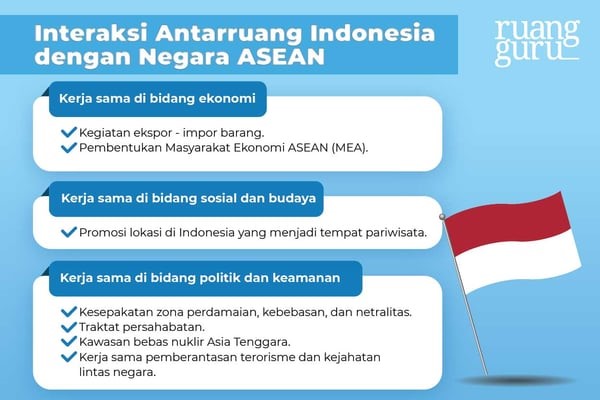 Interaksi Antarruang Indonesia
dengan Negara ASEAN
ruang
guru
Kerja sama di bidang ekonomi
Kegiatan ekspor - impor barang.
Pembentukan Masyarakat Ekonomi ASEAN (MEA).
Kerja sama di bidang sosial dan budaya
Promosi lokasi di Indonesia yang menjadi tempat pariwisata.
Kerja sama di bidang politik dan keamanan
Kesepakatan zona perdamaian, kebebasan, dan netralitas.
Traktat persahabatan.
Kawasan bebas nuklir Asia Tenggara.
Kerja sama pemberantasan terorisme dan kejahatan
lintas negara.